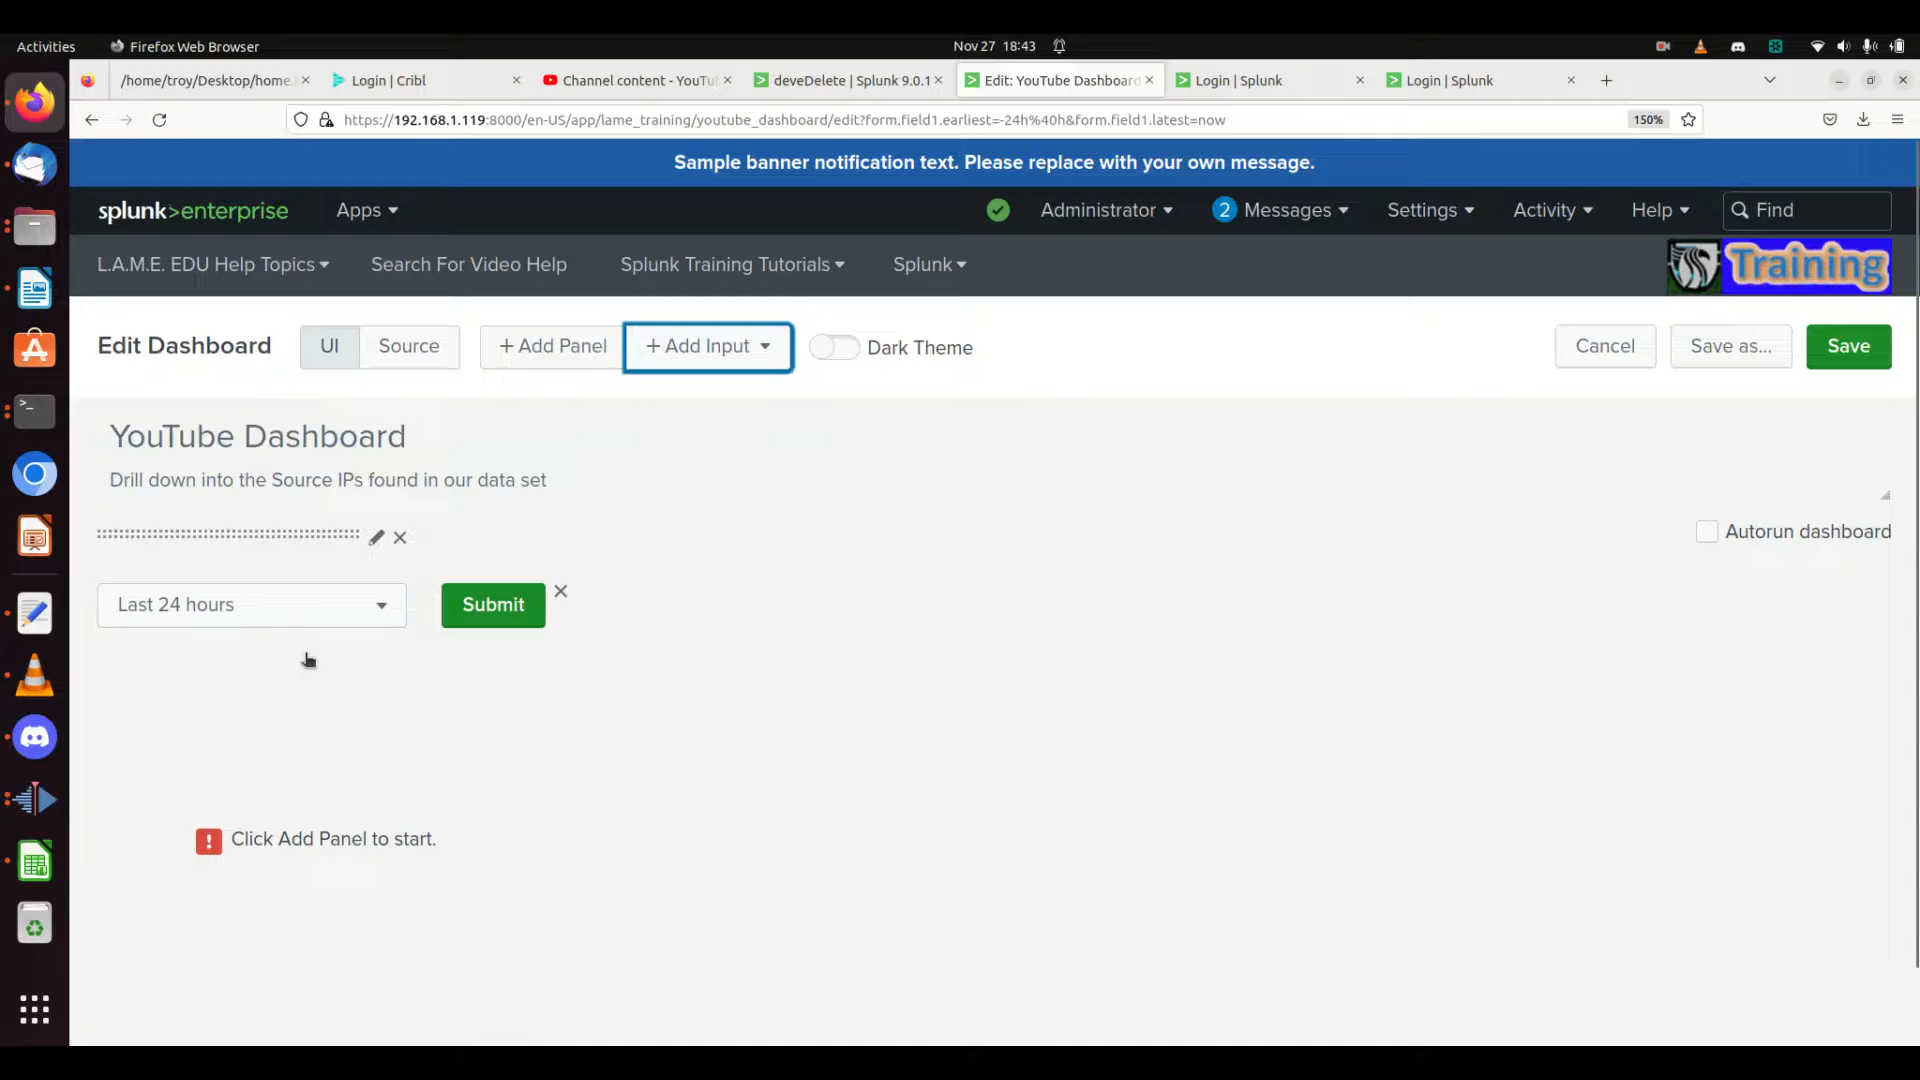 Activities
Firefox Web Browser
Nov 27 18:43
/home/troy/Desktop/home.
Login | Cribl
Channel content - YouTu
deveDelete | Splunk 9.0.1
Edit: YouTube Dashboard
Login | Splunk
Login | Splunk
https://192.168.1.119:8000/en-US/app/lame_training/youtube_dashboard/edit?form.field1.earliest=-24h%40h&form.field1.latest=now
150%
Sample banner notification text. Please replace with your own message.
splunk>enterprise
Apps
Administrator
2 Messages
Settings
Activity
Help
Find
L.A.M.E. EDU Help Topics
Search For Video Help
Splunk Training Tutorials
Splunk
Training
Edit Dashboard
UI
Source
+ Add Panel
+ Add Input
Dark Theme
Cancel
Save as...
Save
YouTube Dashboard
Drill down into the Source IPs found in our data set
Autorun dashboard
Last 24 hours
Submit
Click Add Panel to start.